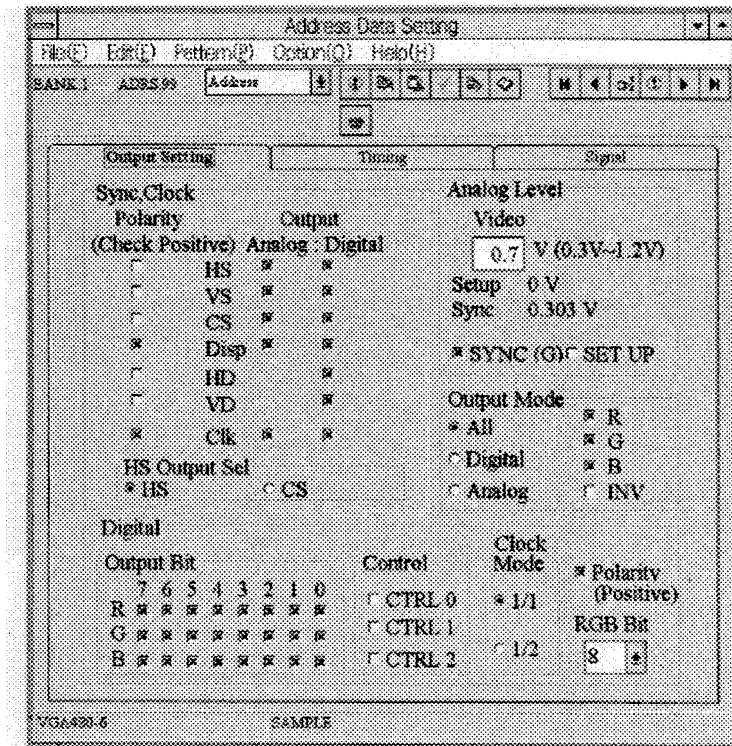 Address Data Setting
File(F) Edit(E) Pattern(P) Option(O) Help(H)
BANK.1 ADRS.99 Address
Output Setting Timing Signal
Sync,Clock Analog Level
Polarity Output Video
(Check Positive) Analog : Digital 0.7 V (0.3V~1.2V)
HS
VS Setup 0 V
CS Sync 0.303 V
Disp SYNC (G) SET UP
HD
VD Output Mode
Clk All R
G
HS Output Sel Digital B
HS CS Analog INV
Digital
Output Bit Control Clock Mode Polarity (Positive)
7 6 5 4 3 2 1 0
R CTRL 0 1/1
G CTRL 1 RGB Bit
B CTRL 2 1/2 8
VGA480-6 SAMPLE